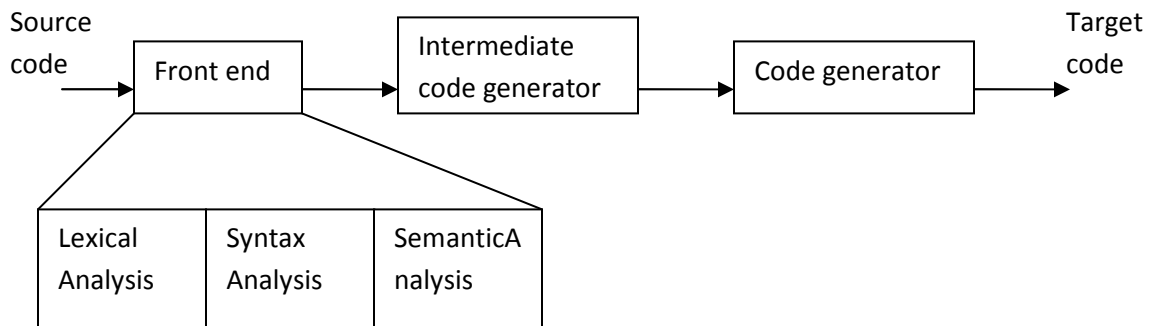 Source
code
Front end
Intermediate
code generator
Code generator
Target
code
Lexical
Analysis
Syntax
Analysis
SemanticA
nalysis